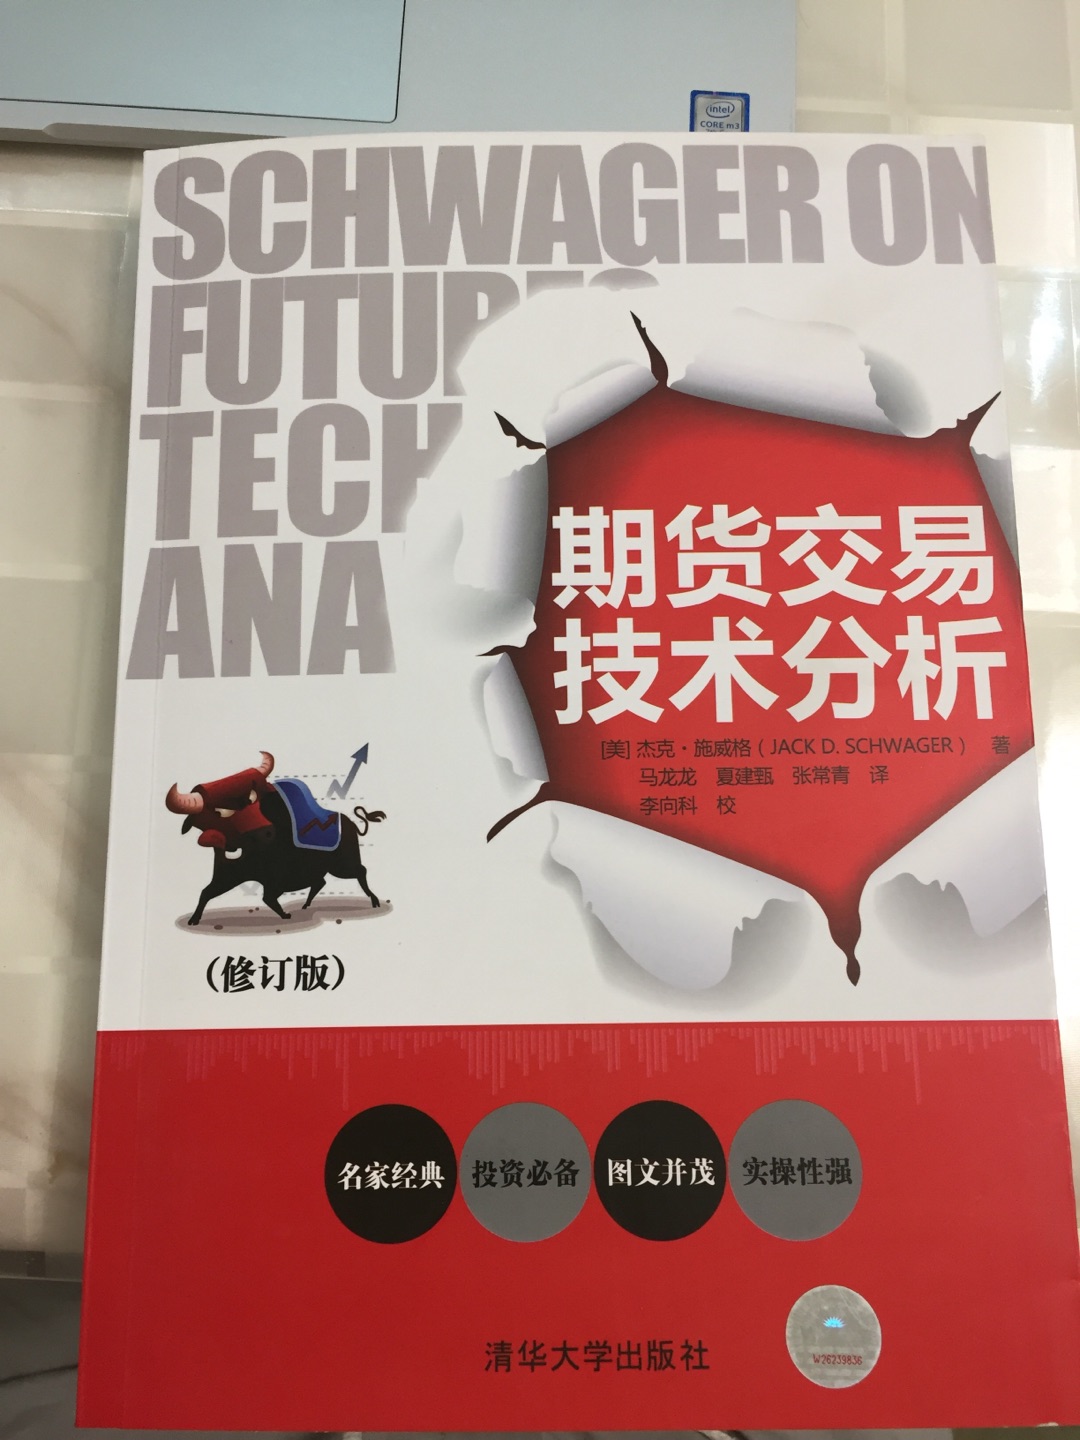 intel
CORE m3
SCHWAGER ON
FUTURES
TECH
ANA
期货交易
技术分析
[美] 杰克·施威格 ( JACK D. SCHWAGER ) 著
马龙龙 夏建甄 张常青 译
李向科 校
(修订版)
名家经典 投资必备 图文并茂 实操性强
清华大学出版社
W26239836